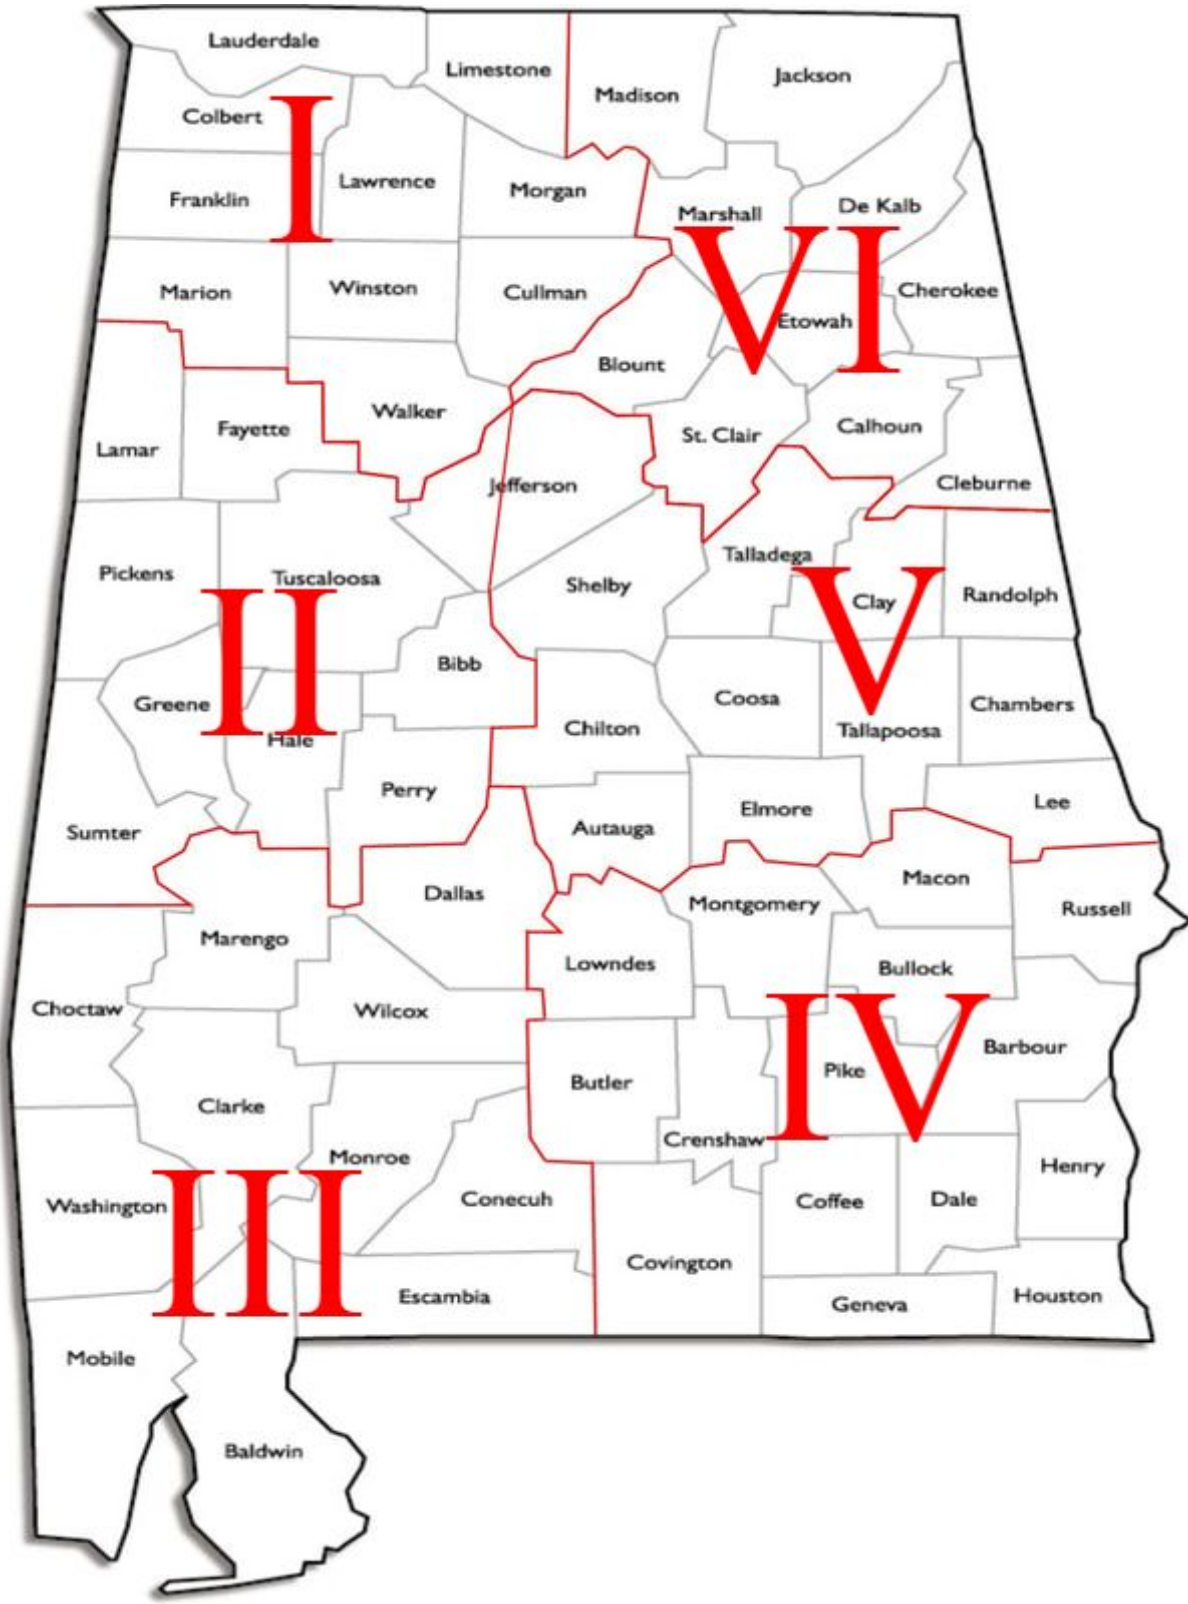 Lauderdale
Limestone
Madison
Jackson
Colbert
I
Franklin
Lawrence
Morgan
Marshall
De Kalb
VI
Marion
Winston
Cullman
Cherokee
Etowah
Blount
Walker
Fayette
Lamar
St. Clair
Calhoun
Jefferson
Cleburne
Pickens
Tuscaloosa
Shelby
Talladega
V
Clay
Randolph
II
Bibb
Greene
Hale
Coosa
Chambers
Chilton
Tallapoosa
Perry
Elmore
Lee
Sumter
Autauga
Dallas
Macon
Montgomery
Russell
Marengo
Lowndes
Bullock
Choctaw
Wilcox
IV
Barbour
Butler
Pike
Clarke
Crenshaw
Monroe
Henry
Washington
III
Conecuh
Coffee
Dale
Covington
Escambia
Geneva
Houston
Mobile
Baldwin